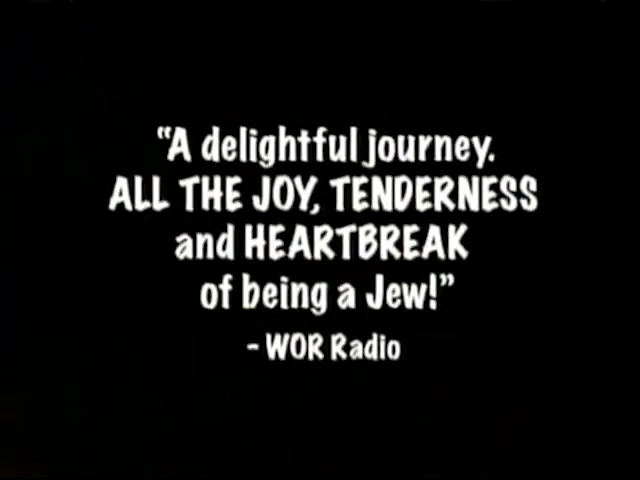 “A delightful journey.
ALL THE JOY, TENDERNESS
and HEARTBREAK
of being a Jew!”
- WOR Radio